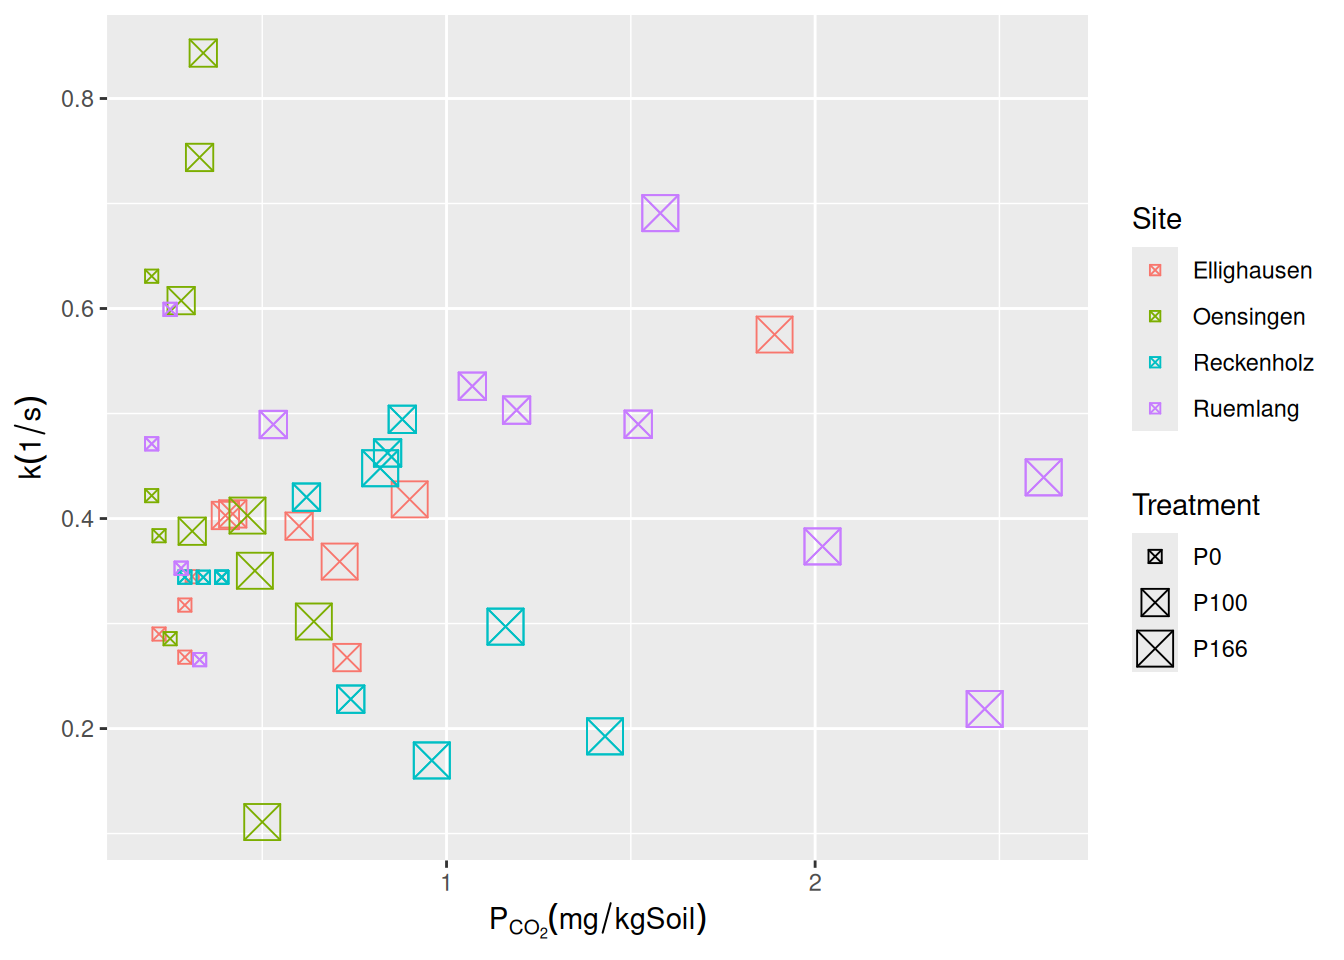 0.8
0.6
0.4
0.2
k(1/s)
1
2
P_CO₂(mg/kgSoil)
Site
Ellighausen
Oensingen
Reckenholz
Ruemlang
Treatment
P0
P100
P166